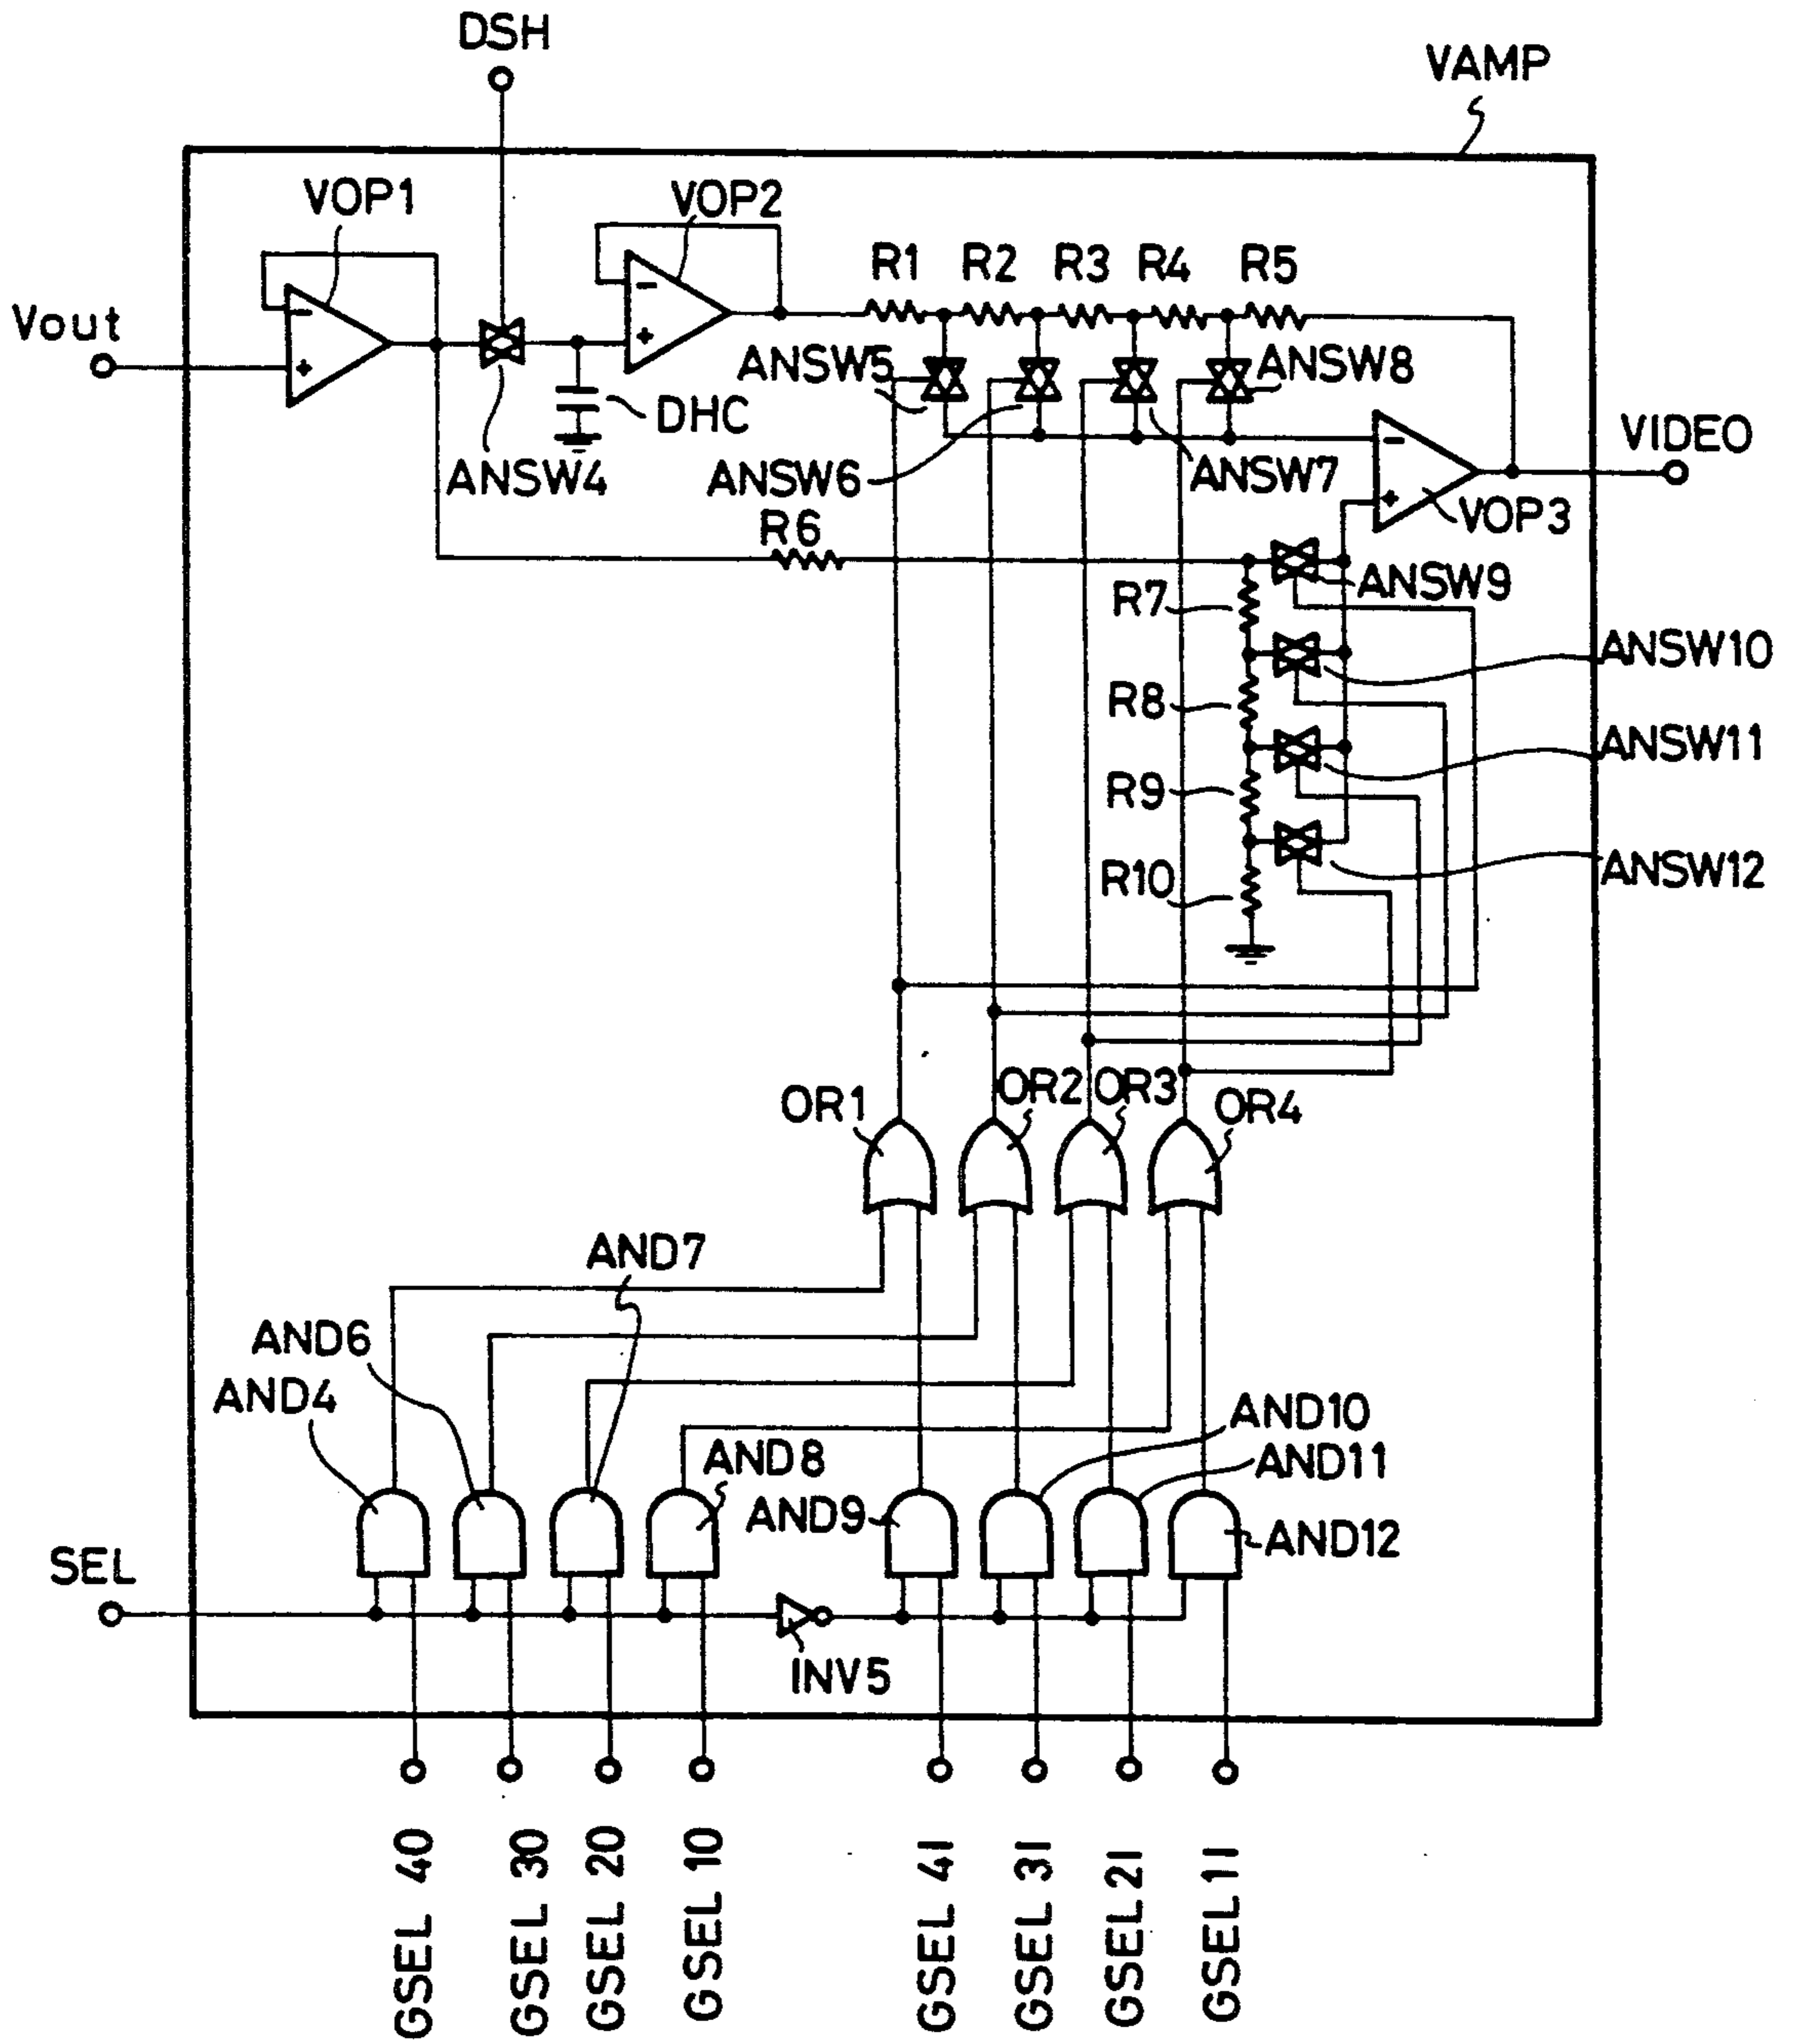 DSH
VAMP
VOP1
VOP2
R1 R2 R3 R4 R5
Vout
ANSW5
ANSW8
DHC
VIDEO
ANSW4
ANSW6
ANSW7
VOP3
R6
ANSW9
R7
ANSW10
R8
ANSW11
R9
ANSW12
R10
OR1
OR2
OR3
OR4
AND7
AND6
AND4
AND10
AND8
AND11
AND9
AND12
SEL
INV5
GSEL 40
GSEL 30
GSEL 20
GSEL 10
GSEL 41
GSEL 31
GSEL 21
GSEL 11
- + - + - +